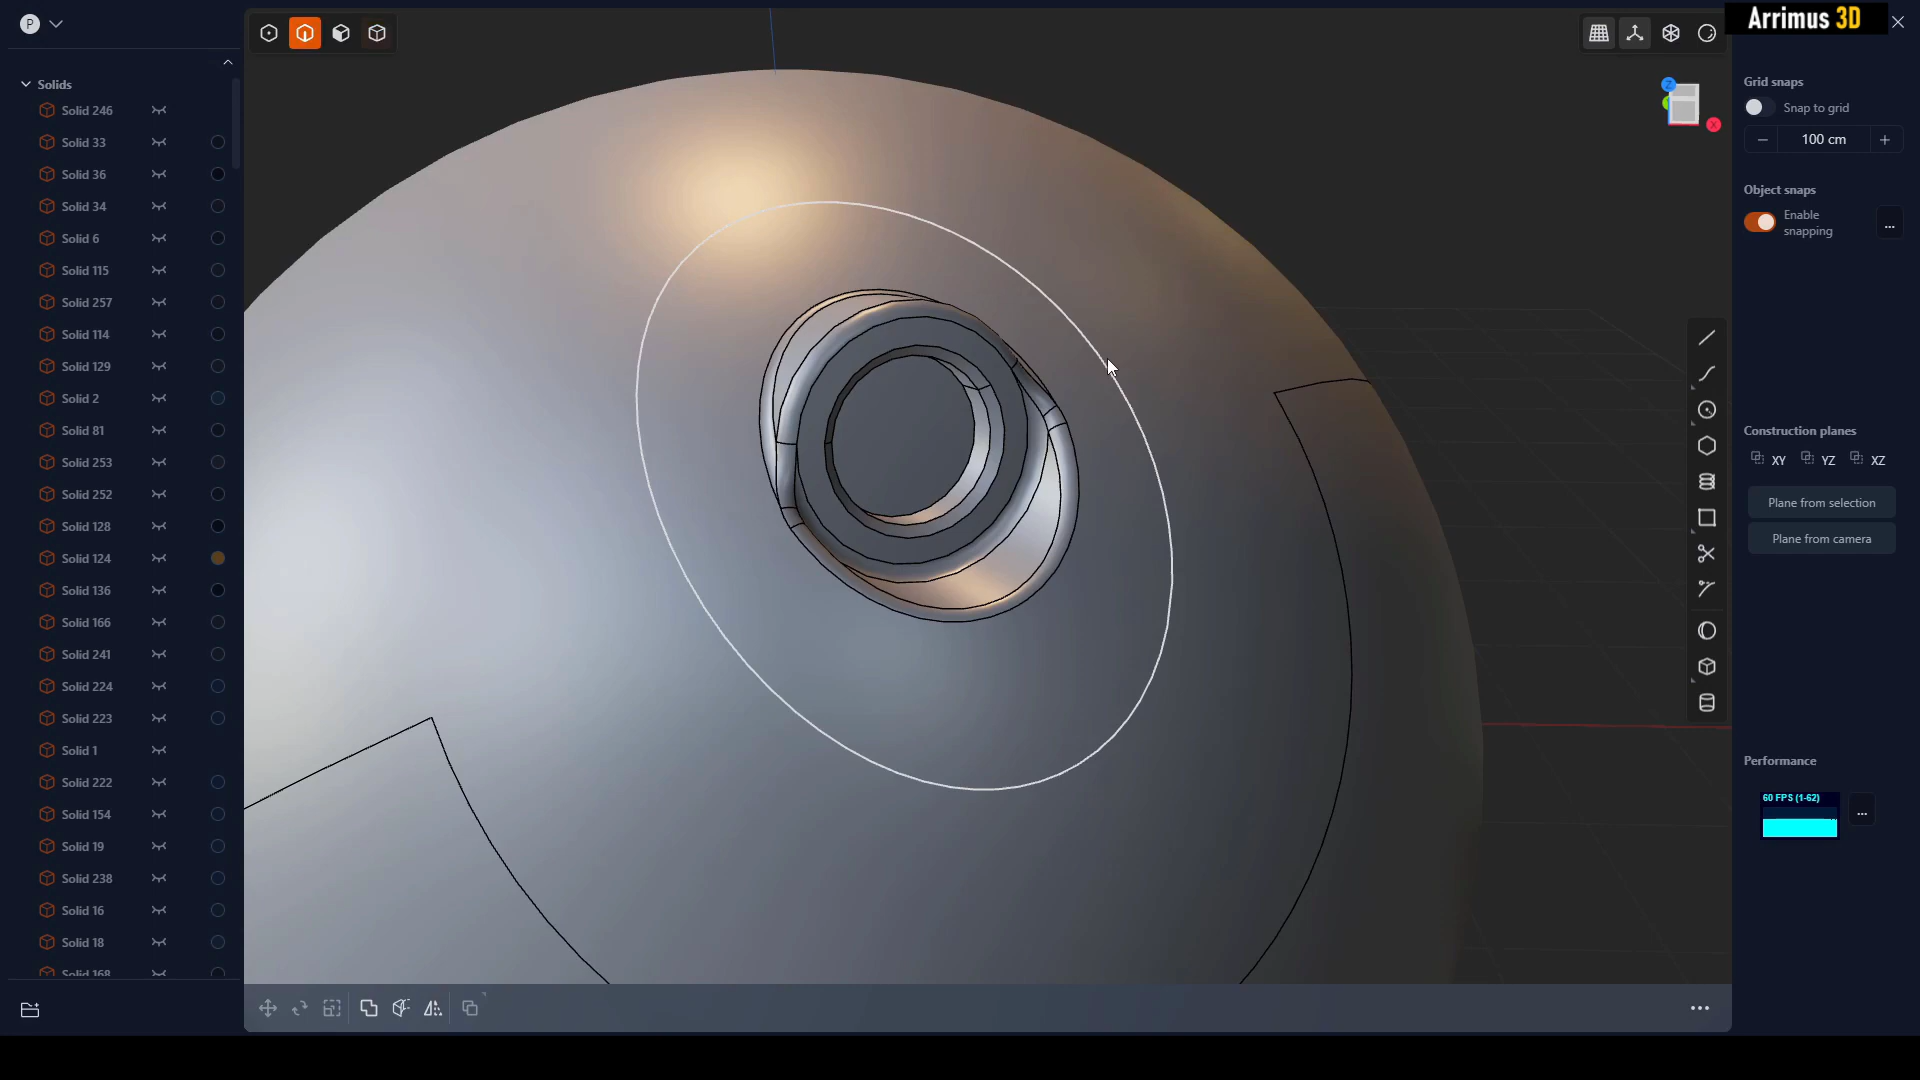 P
Arrimus 3D
Solids
Solid 246
Solid 33
Solid 36
Solid 34
Solid 6
Solid 115
Solid 257
Solid 114
Solid 129
Solid 2
Solid 81
Solid 253
Solid 252
Solid 128
Solid 124
Solid 136
Solid 166
Solid 241
Solid 224
Solid 223
Solid 1
Solid 222
Solid 154
Solid 19
Solid 238
Solid 16
Solid 18
Solid 168
Z
X
Grid snaps
Snap to grid
100 cm
Object snaps
Enable
snapping
...
Construction planes
XY YZ XZ
Plane from selection
Plane from camera
Performance
60 FPS (1-62)
...